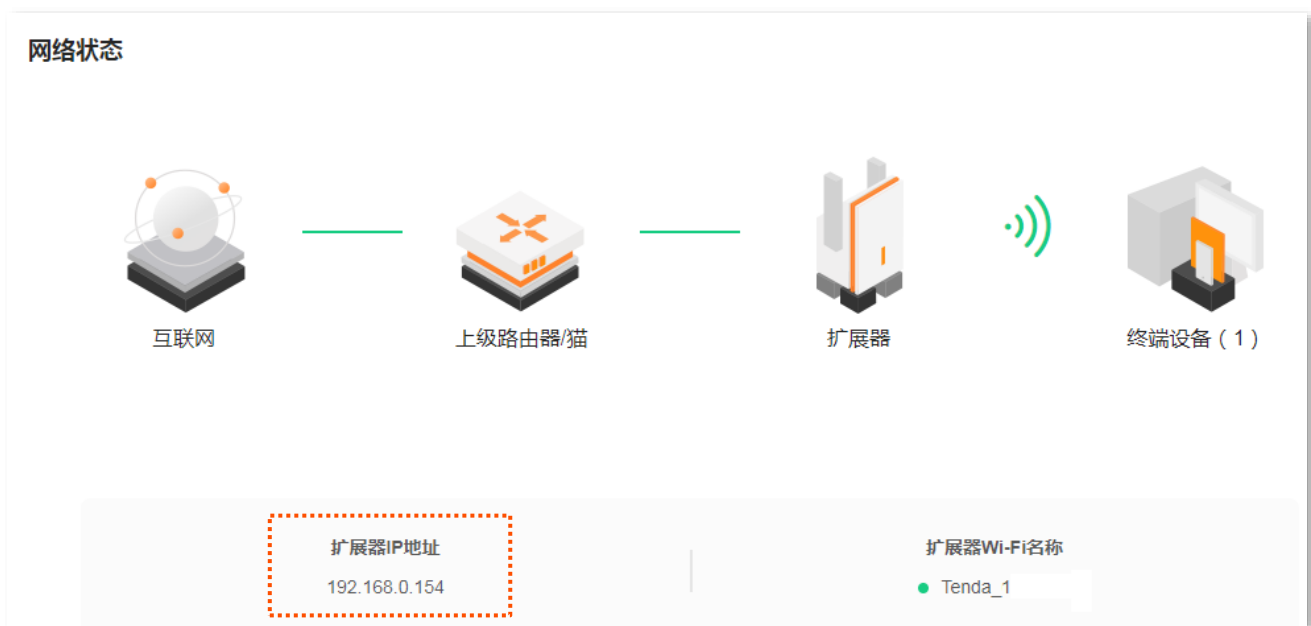 网络状态
互联网
上级路由器/猫
扩展器
终端设备（1）
扩展器IP地址
192.168.0.154
扩展器Wi-Fi名称
Tenda_1